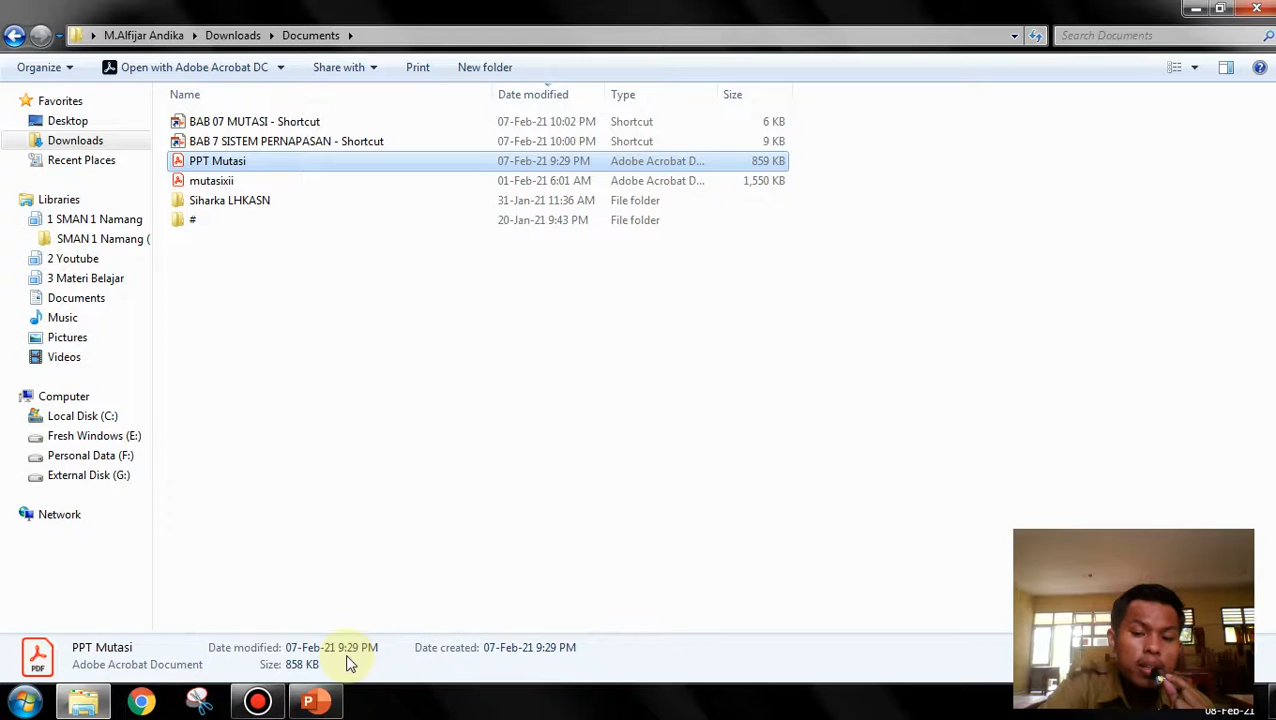 M.Alfijar Andika Downloads Documents Search Documents
Organize Open with Adobe Acrobat DC Share with Print New folder
Name Date modified Type Size
Favorites
Desktop
Downloads
Recent Places
Libraries
1 SMAN 1 Namang
SMAN 1 Namang (
2 Youtube
3 Materi Belajar
Documents
Music
Pictures
Videos
Computer
Local Disk (C:)
Fresh Windows (E:)
Personal Data (F:)
External Disk (G:)
Network
BAB 07 MUTASI - Shortcut 07-Feb-21 10:02 PM Shortcut 6 KB
BAB 7 SISTEM PERNAPASAN - Shortcut 07-Feb-21 10:00 PM Shortcut 9 KB
PPT Mutasi 07-Feb-21 9:29 PM Adobe Acrobat D... 859 KB
mutasixii 01-Feb-21 6:01 AM Adobe Acrobat D... 1,550 KB
Siharka LHKASN 31-Jan-21 11:36 AM File folder
# 20-Jan-21 9:43 PM File folder
PPT Mutasi Date modified: 07-Feb-21 9:29 PM Date created: 07-Feb-21 9:29 PM
Adobe Acrobat Document Size: 858 KB
PDF
P
08-Feb-21